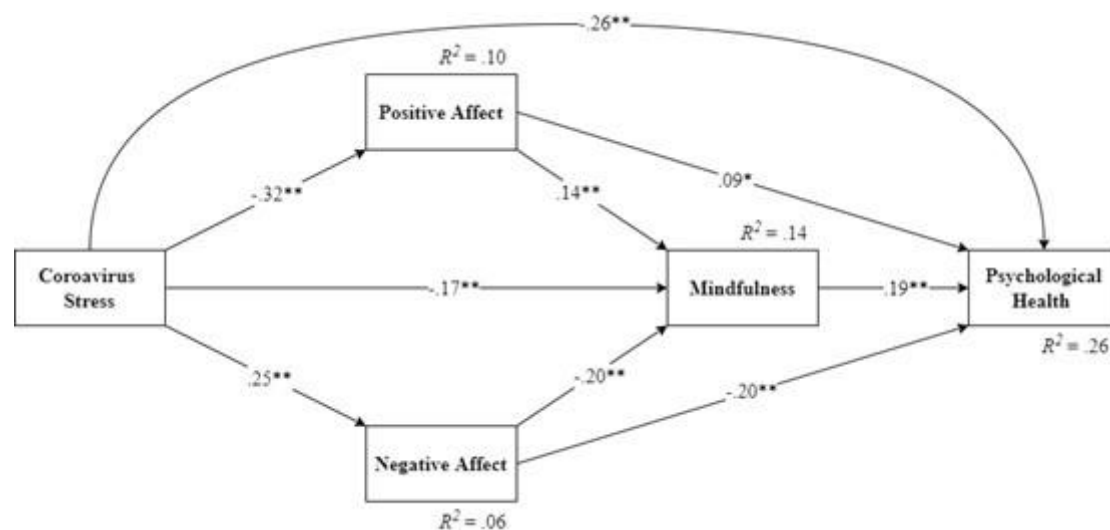 -.26**
R² = .10
Positive Affect
-.32**
.14**
.09*
R² = .14
Coroavirus
Stress
-.17**
Mindfulness
.19**
Psychological
Health
R² = .26
.25**
-.20**
-.20**
Negative Affect
R² = .06